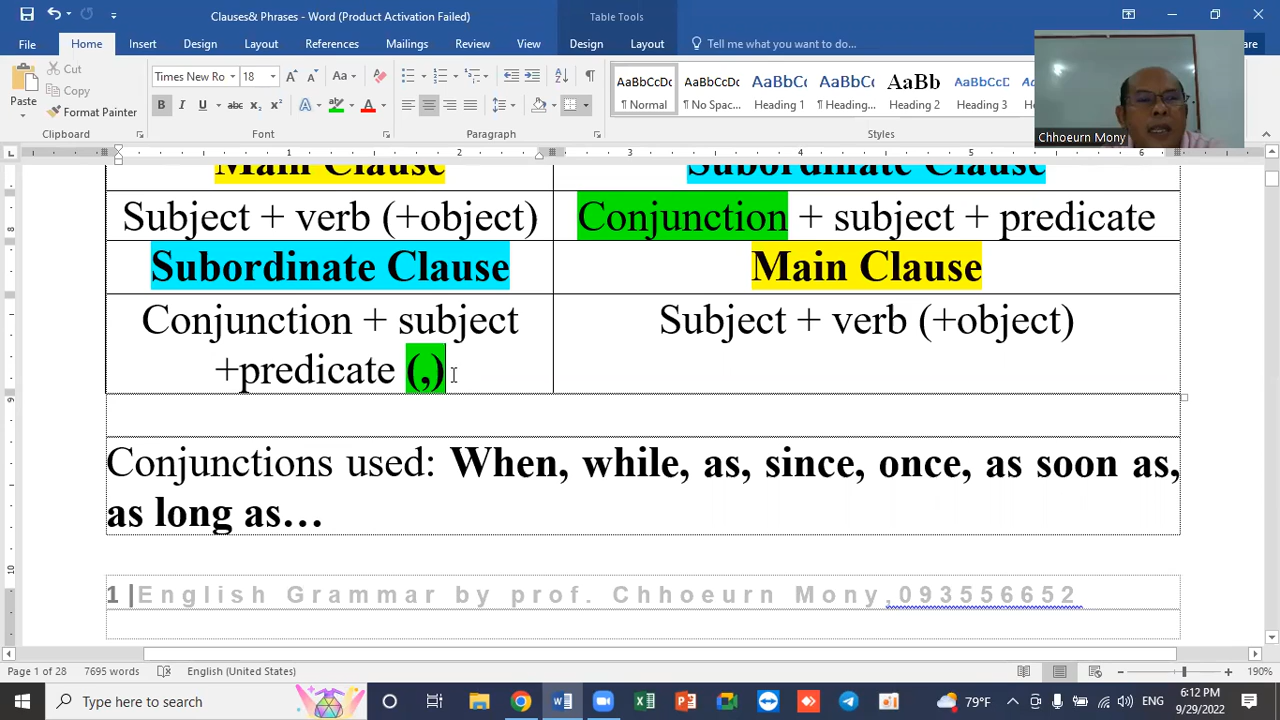 Clauses& Phrases - Word (Product Activation Failed)
Table Tools
File
Home
Insert
Design
Layout
References
Mailings
Review
View
Design
Layout
Tell me what you want to do...
Paste
Cut
Copy
Format Painter
Clipboard
Times New Ro
18
Font
Paragraph
AaBbCcDc
¶ Normal
AaBbCcDc
¶ No Spac...
AaBbCc
Heading 1
AaBbCc
¶ Heading...
AaBb
Heading 2
AaBbCcD
Heading 3
Styles
Chhoeurn Mony
Main Clause
Subordinate Clause
Subject + verb (+object)
Conjunction + subject + predicate
Subordinate Clause
Main Clause
Conjunction + subject
+predicate (,)
Subject + verb (+object)
Conjunctions used: When, while, as, since, once, as soon as,
as long as…
1 |English Grammar by prof. Chhoeurn Mony,093556652
Page 1 of 28
7695 words
English (United States)
190%
Type here to search
79°F
ENG
6:12 PM
9/29/2022